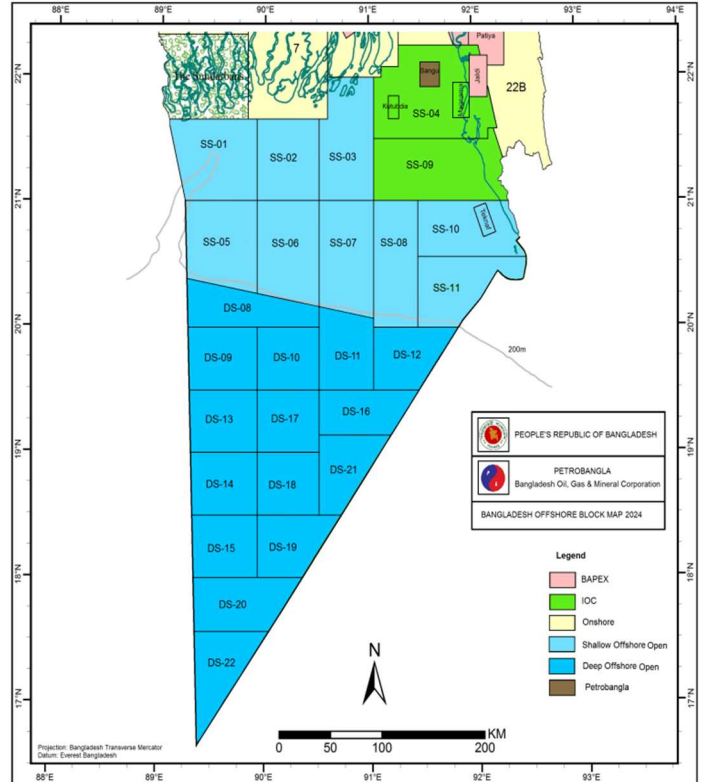 88°E 89°E 90°E 91°E 92°E 93°E 94°E
22°N
21°N
20°N
19°N
18°N
17°N
22°N
21°N
20°N
19°N
18°N
17°N
The Sundarbans
7
Patiya
Sangu
Jaldi
22B
Kutubdia
SS-04
SS-01
SS-02
SS-03
SS-09
SS-05
SS-06
SS-07
SS-08
SS-10
Teknaf
SS-11
DS-08
200m
DS-09
DS-10
DS-11
DS-12
DS-13
DS-17
DS-16
DS-14
DS-18
DS-21
DS-15
DS-19
DS-20
DS-22
PEOPLE'S REPUBLIC OF BANGLADESH
PETROBANGLA
Bangladesh Oil, Gas & Mineral Corporation
BANGLADESH OFFSHORE BLOCK MAP 2024
Legend
BAPEX
IOC
Onshore
Shallow Offshore Open
Deep Offshore Open
Petrobangla
N
KM
0 50 100 200
Projection: Bangladesh Transverse Mercator
Datum: Everest Bangladesh
88°E 89°E 90°E 91°E 92°E 93°E